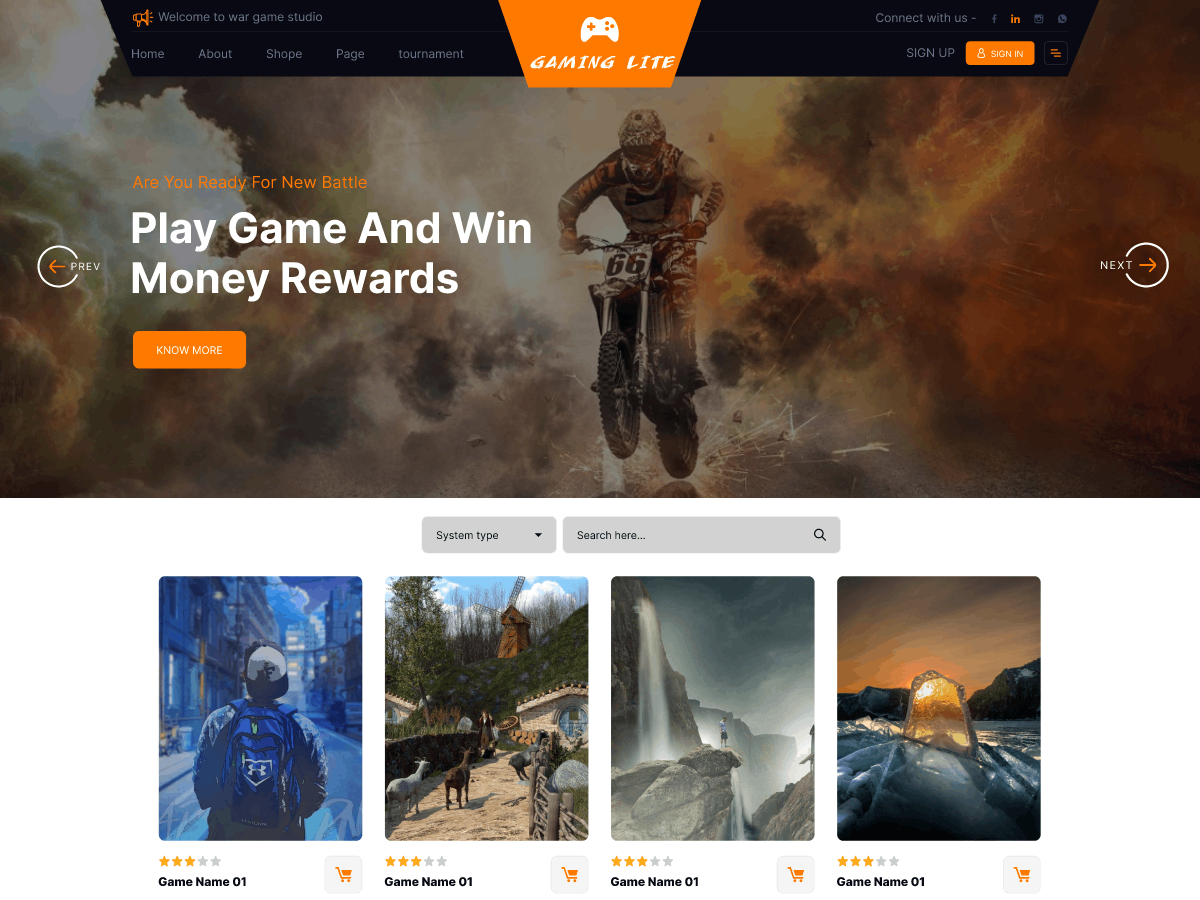 Welcome to war game studio
Connect with us -
Home About Shope Page tournament
GAMING LITE
SIGN UP SIGN IN
Are You Ready For New Battle
Play Game And Win
Money Rewards
PREV
NEXT
KNOW MORE
66
System type
Search here...
Game Name 01
Game Name 01
Game Name 01
Game Name 01